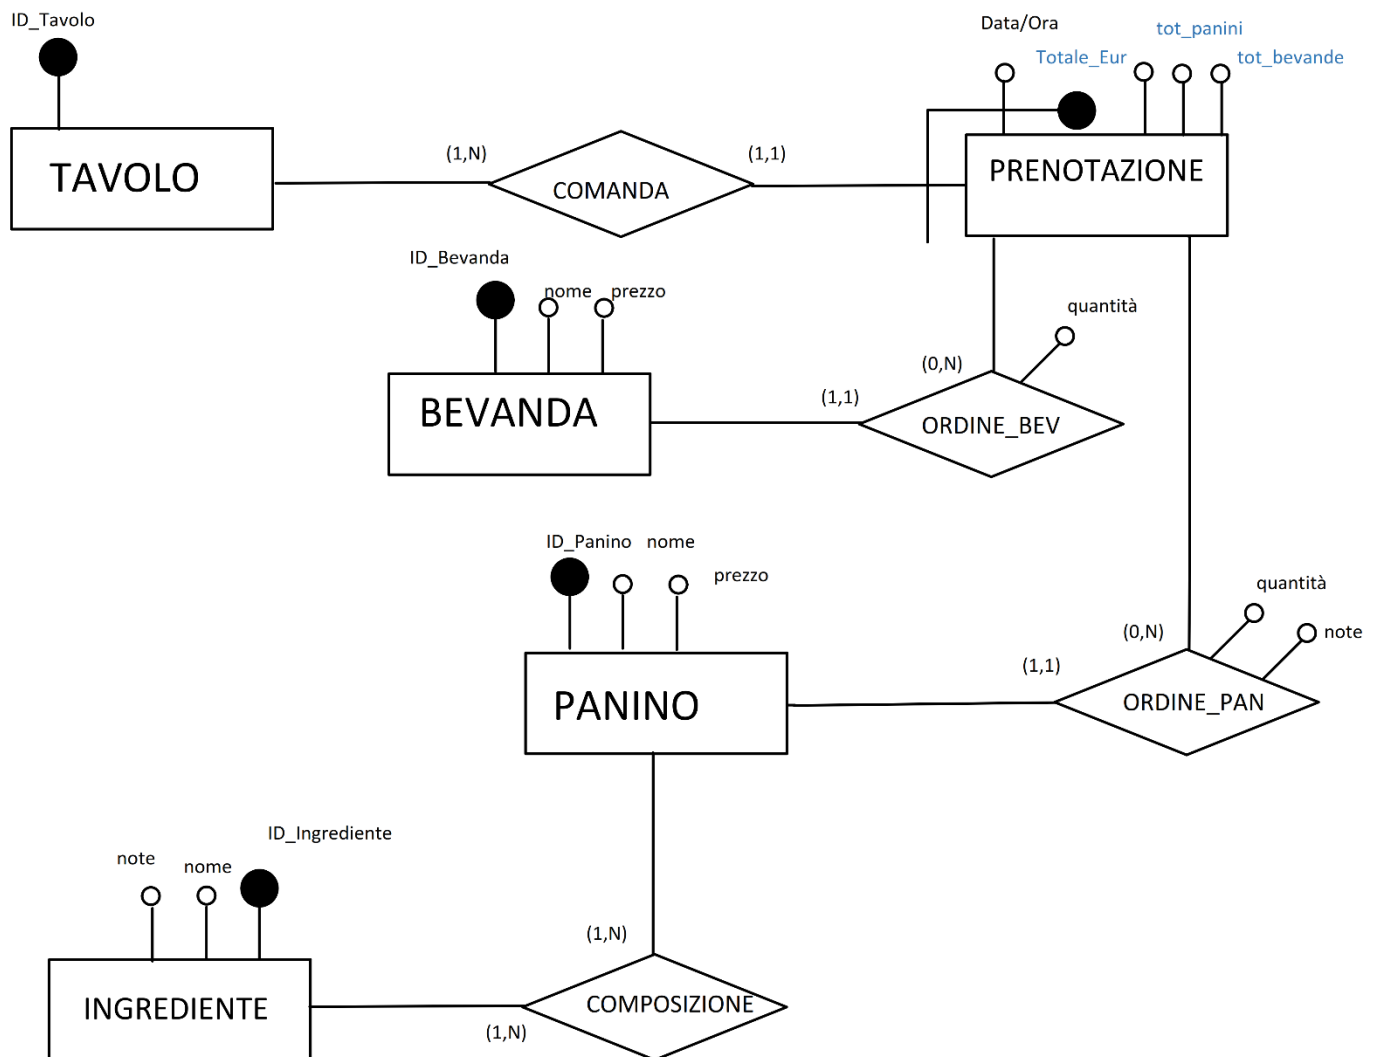 ID_Tavolo
Data/Ora
tot_panini
Totale_Eur
tot_bevande
TAVOLO
(1,N)
COMANDA
(1,1)
PRENOTAZIONE
ID_Bevanda
nome
prezzo
quantità
BEVANDA
(1,1)
(0,N)
ORDINE_BEV
ID_Panino
nome
prezzo
quantità
note
PANINO
(1,1)
(0,N)
ORDINE_PAN
ID_Ingrediente
note
nome
(1,N)
INGREDIENTE
(1,N)
COMPOSIZIONE